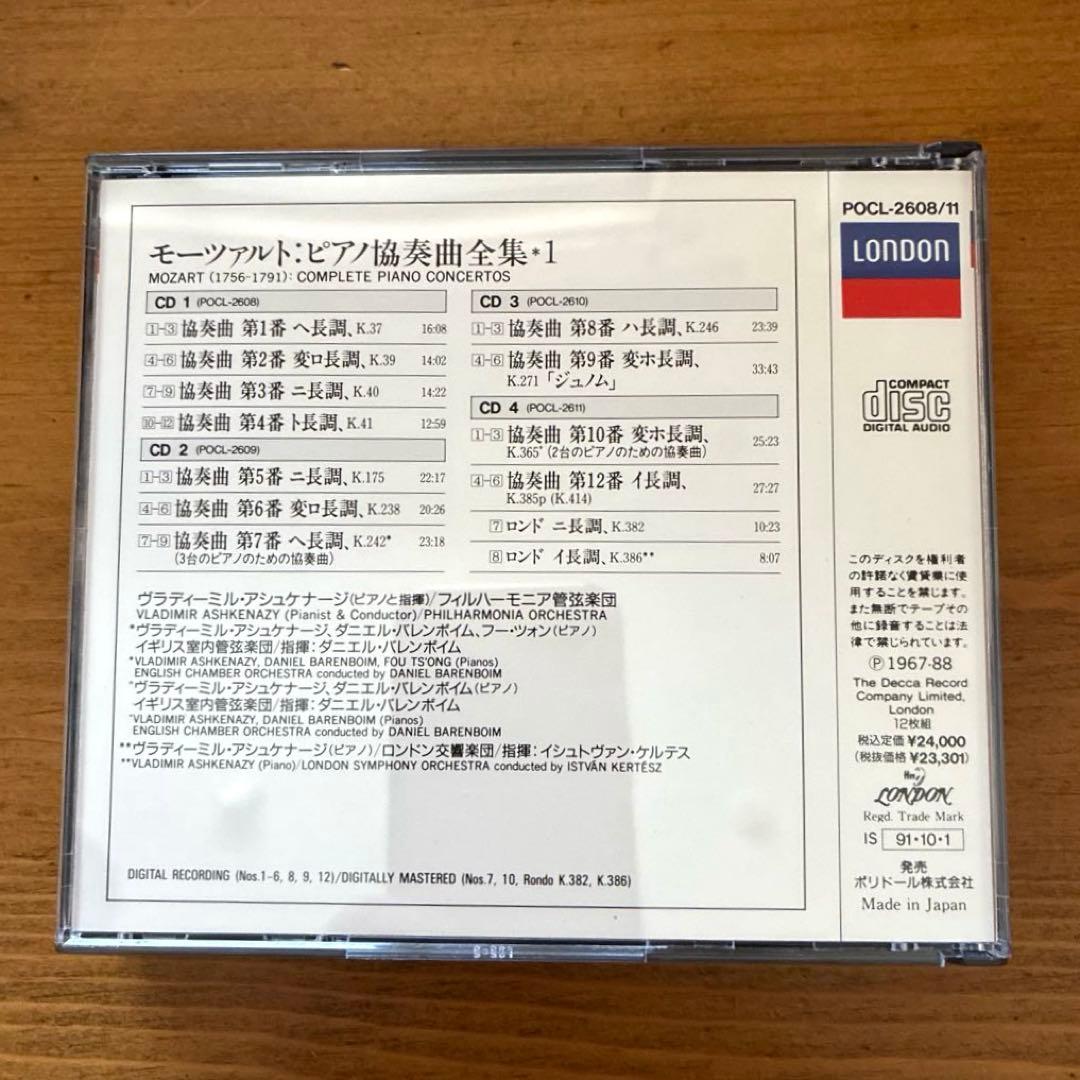 モーツァルト:ピアノ協奏曲全集*1
MOZART (1756-1791): COMPLETE PIANO CONCERTOS
CD 1 (POCL-2608)
①-③ 協奏曲 第1番 ヘ長調、K.37 16:08
④-⑥ 協奏曲 第2番 変ロ長調、K.39 14:02
⑦-⑨ 協奏曲 第3番 ニ長調、K.40 14:22
⑩-⑫ 協奏曲 第4番 ト長調、K.41 12:59
CD 2 (POCL-2609)
①-③ 協奏曲 第5番 ニ長調、K.175 22:17
④-⑥ 協奏曲 第6番 変ロ長調、K.238 20:26
⑦-⑨ 協奏曲 第7番 ヘ長調、K.242* 23:18
(3台のピアノのための協奏曲)
CD 3 (POCL-2610)
①-③ 協奏曲 第8番 ハ長調、K.246 23:39
④-⑥ 協奏曲 第9番 変ホ長調、
K.271「ジュノム」 33:43
CD 4 (POCL-2611)
①-③ 協奏曲 第10番 変ホ長調、
K.365* (2台のピアノのための協奏曲) 25:23
④-⑥ 協奏曲 第12番 イ長調、
K.385p (K.414) 27:27
⑦ ロンド ニ長調、K.382 10:23
⑧ ロンド イ長調、K.386** 8:07
ヴラディーミル・アシュケナージ(ピアノと指揮)/フィルハーモニア管弦楽団
VLADIMIR ASHKENAZY (Pianist & Conductor)/PHILHARMONIA ORCHESTRA
*ヴラディーミル・アシュケナージ、ダニエル・バレンボイム、フー・ツォン(ピアノ)
イギリス室内管弦楽団/指揮:ダニエル・バレンボイム
*VLADIMIR ASHKENAZY, DANIEL BARENBOIM, FOU TS'ONG (Pianos)
ENGLISH CHAMBER ORCHESTRA conducted by DANIEL BARENBOIM
ヴラディーミル・アシュケナージ、ダニエル・バレンボイム(ピアノ)
イギリス室内管弦楽団/指揮:ダニエル・バレンボイム
VLADIMIR ASHKENAZY, DANIEL BARENBOIM (Pianos)
ENGLISH CHAMBER ORCHESTRA conducted by DANIEL BARENBOIM
**ヴラディーミル・アシュケナージ(ピアノ)/ロンドン交響楽団/指揮:イシュトヴァン・ケルテス
**VLADIMIR ASHKENAZY (Piano)/LONDON SYMPHONY ORCHESTRA conducted by ISTVÁN KERTÉSZ
DIGITAL RECORDING (Nos.1-6, 8, 9, 12)/DIGITALLY MASTERED (Nos.7, 10, Rondo K.382, K.386)
POCL-2608/11
LONDON
COMPACT
disc
DIGITAL AUDIO
このディスクを権利者
の許諾なく賃貸業に使
用することを禁じます。
また無断でテープその
他に録音することは法
律で禁じられています。
Ⓟ 1967-88
The Decca Record
Company Limited,
London
12枚組
税込定価 ¥24,000
(税抜価格 ¥23,301)
LONDON
Regd. Trade Mark
IS 91・10・1
発売
ポリドール株式会社
Made in Japan